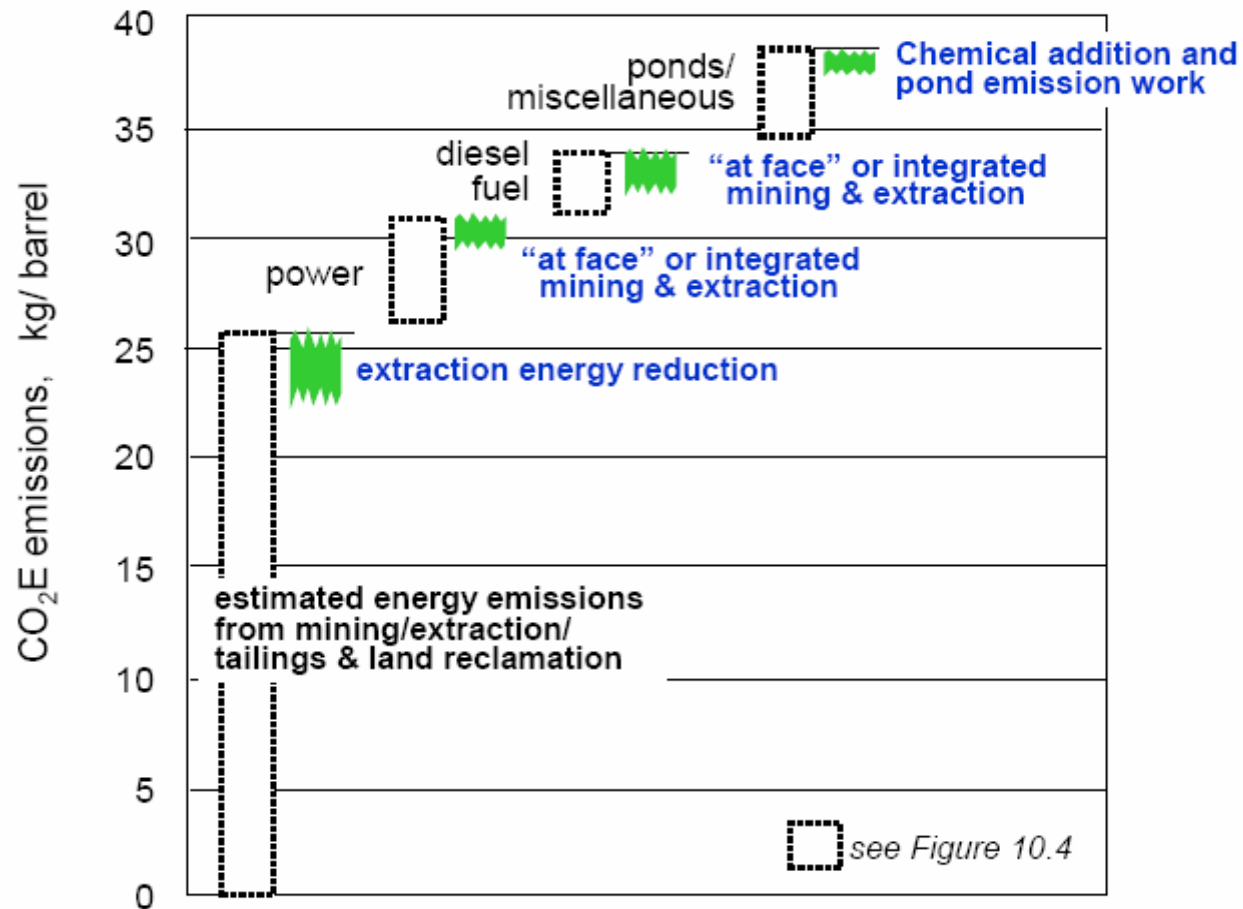 40
35
30
25
20
15
10
5
0
CO₂E emissions, kg/ barrel
ponds/
miscellaneous
Chemical addition and
pond emission work
diesel
fuel
“at face” or integrated
mining & extraction
power
“at face” or integrated
mining & extraction
extraction energy reduction
estimated energy emissions
from mining/extraction/
tailings & land reclamation
see Figure 10.4